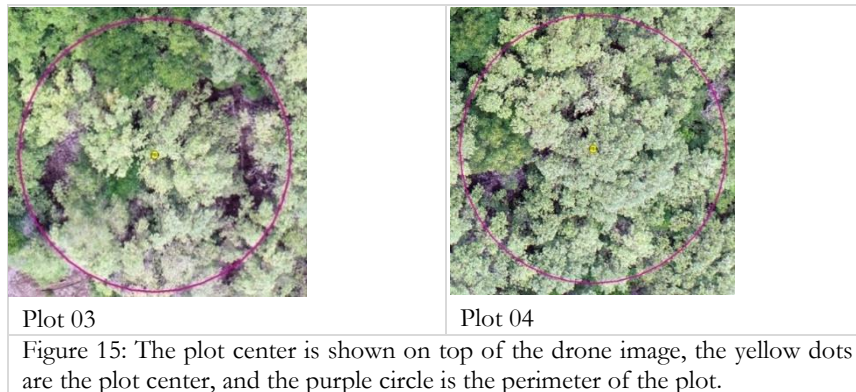 Plot 03
Plot 04
Figure 15: The plot center is shown on top of the drone image, the yellow dots
are the plot center, and the purple circle is the perimeter of the plot.